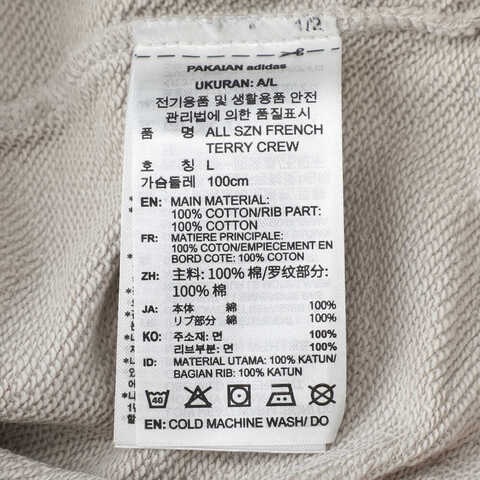 1/2
PAKAIAN adidas
UKURAN: A/L
전기용품 및 생활용품 안전
관리법에 의한 품질표시
품 명 ALL SZN FRENCH
TERRY CREW
호 칭 L
가슴둘레 100cm
EN: MAIN MATERIAL:
100% COTTON/RIB PART:
100% COTTON
FR: MATIERE PRINCIPALE:
100% COTON/EMPIECEMENT EN
BORD COTE: 100% COTON
ZH: 主料: 100% 棉/罗纹部分:
100% 棉
JA: 本体 綿 100%
リブ部分 綿 100%
KO: 주소재: 면 100%
리브부분: 면 100%
ID: MATERIAL UTAMA: 100% KATUN/
BAGIAN RIB: 100% KATUN
40
EN: COLD MACHINE WASH/ DO